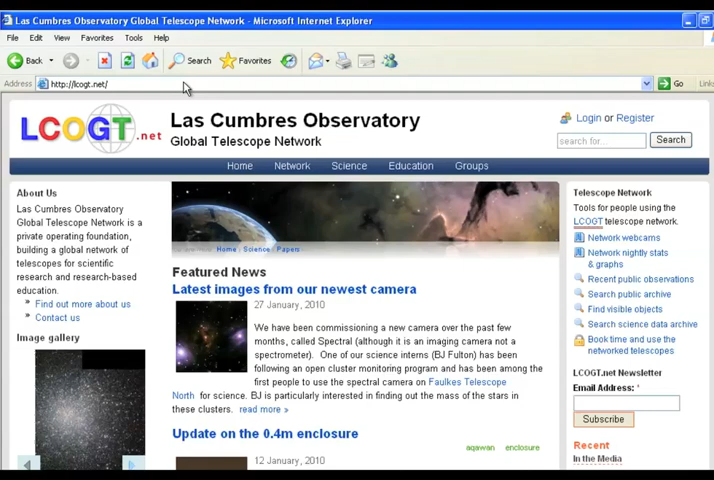 Las Cumbres Observatory Global Telescope Network - Microsoft Internet Explorer
File Edit View Favorites Tools Help
Back Search Favorites
Address http://lcogt.net/ Go Links
LCOGT.net
Las Cumbres Observatory
Global Telescope Network
Login or Register
search for... Search
Home Network Science Education Groups
About Us
Las Cumbres Observatory
Global Telescope Network is a
private operating foundation,
building a global network of
telescopes for scientific
research and research-based
education.
» Find out more about us
» Contact us
Image gallery
Home Science Papers
Featured News
Latest images from our newest camera
27 January, 2010
We have been commissioning a new camera over the past few
months, called Spectral (although it is an imaging camera not a
spectrometer). One of our science interns (BJ Fulton) has been
following an open cluster monitoring program and has been among the
first people to use the spectral camera on Faulkes Telescope
North for science. BJ is particularly interested in finding out the mass of the stars in
these clusters. read more »
Update on the 0.4m enclosure
aqawan enclosure
12 January, 2010
Telescope Network
Tools for people using the
LCOGT telescope network.
Network webcams
Network nightly stats
& graphs
Recent public observations
Search public archive
Find visible objects
Search science data archive
Book time and use the
networked telescopes
LCOGT.net Newsletter
Email Address: *
Subscribe
Recent
In the Media